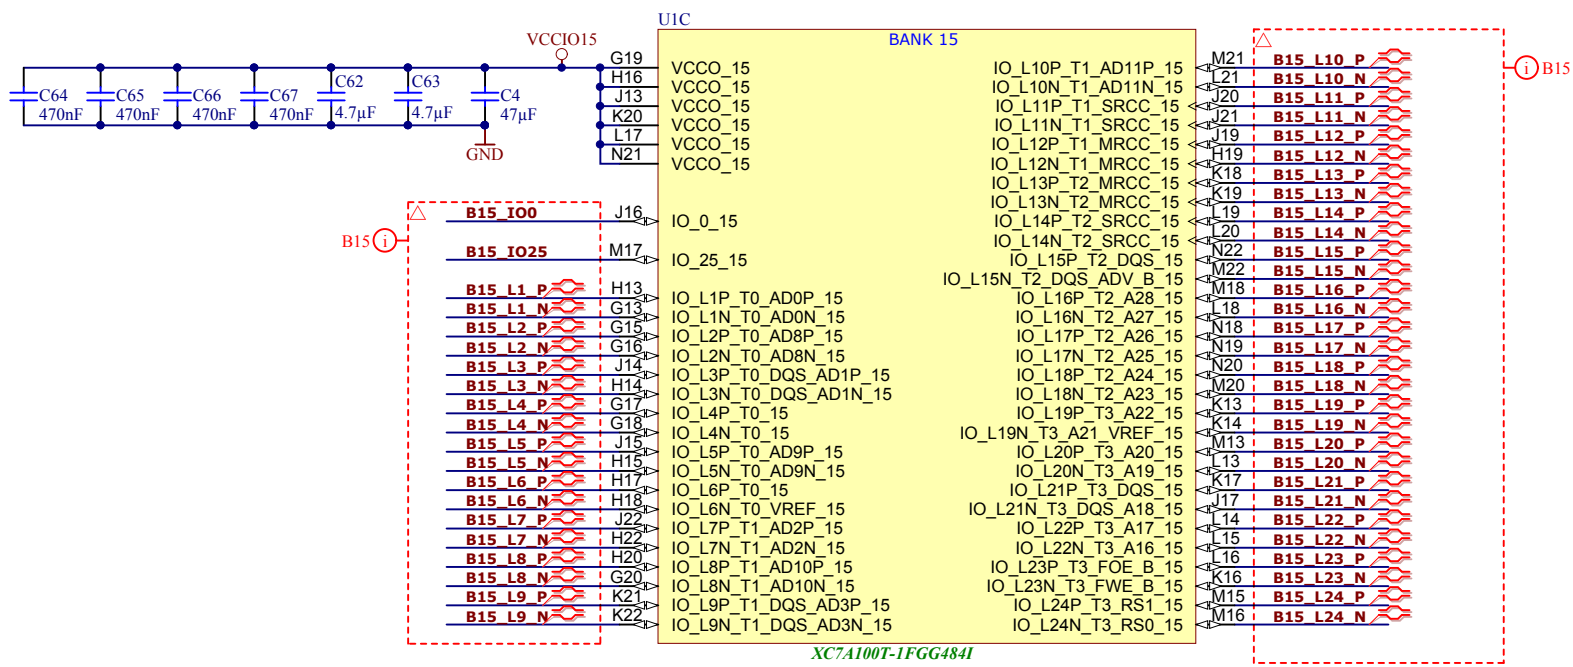 U1C
BANK 15
VCCIO15
C64
470nF
C65
470nF
C66
470nF
C67
470nF
C62
4.7µF
C63
4.7µF
C4
47µF
GND
G19 VCCO_15
H16 VCCO_15
J13 VCCO_15
K20 VCCO_15
L17 VCCO_15
N21 VCCO_15
B15 i
B15_IO0 J16 IO_0_15
B15_IO25 M17 IO_25_15
B15_L1_P H13 IO_L1P_T0_AD0P_15
B15_L1_N G13 IO_L1N_T0_AD0N_15
B15_L2_P G15 IO_L2P_T0_AD8P_15
B15_L2_N G16 IO_L2N_T0_AD8N_15
B15_L3_P J14 IO_L3P_T0_DQS_AD1P_15
B15_L3_N H14 IO_L3N_T0_DQS_AD1N_15
B15_L4_P G17 IO_L4P_T0_15
B15_L4_N G18 IO_L4N_T0_15
B15_L5_P J15 IO_L5P_T0_AD9P_15
B15_L5_N H15 IO_L5N_T0_AD9N_15
B15_L6_P H17 IO_L6P_T0_15
B15_L6_N H18 IO_L6N_T0_VREF_15
B15_L7_P J22 IO_L7P_T1_AD2P_15
B15_L7_N H22 IO_L7N_T1_AD2N_15
B15_L8_P H20 IO_L8P_T1_AD10P_15
B15_L8_N G20 IO_L8N_T1_AD10N_15
B15_L9_P K21 IO_L9P_T1_DQS_AD3P_15
B15_L9_N K22 IO_L9N_T1_DQS_AD3N_15
IO_L10P_T1_AD11P_15 M21 B15_L10_P
IO_L10N_T1_AD11N_15 L21 B15_L10_N
IO_L11P_T1_SRCC_15 J20 B15_L11_P
IO_L11N_T1_SRCC_15 J21 B15_L11_N
IO_L12P_T1_MRCC_15 J19 B15_L12_P
IO_L12N_T1_MRCC_15 H19 B15_L12_N
IO_L13P_T2_MRCC_15 K18 B15_L13_P
IO_L13N_T2_MRCC_15 K19 B15_L13_N
IO_L14P_T2_SRCC_15 L19 B15_L14_P
IO_L14N_T2_SRCC_15 L20 B15_L14_N
IO_L15P_T2_DQS_15 N22 B15_L15_P
IO_L15N_T2_DQS_ADV_B_15 M22 B15_L15_N
IO_L16P_T2_A28_15 M18 B15_L16_P
IO_L16N_T2_A27_15 L18 B15_L16_N
IO_L17P_T2_A26_15 N18 B15_L17_P
IO_L17N_T2_A25_15 N19 B15_L17_N
IO_L18P_T2_A24_15 N20 B15_L18_P
IO_L18N_T2_A23_15 M20 B15_L18_N
IO_L19P_T3_A22_15 K13 B15_L19_P
IO_L19N_T3_A21_VREF_15 K14 B15_L19_N
IO_L20P_T3_A20_15 M13 B15_L20_P
IO_L20N_T3_A19_15 L13 B15_L20_N
IO_L21P_T3_DQS_15 K17 B15_L21_P
IO_L21N_T3_DQS_A18_15 J17 B15_L21_N
IO_L22P_T3_A17_15 L14 B15_L22_P
IO_L22N_T3_A16_15 L15 B15_L22_N
IO_L23P_T3_FOE_B_15 L16 B15_L23_P
IO_L23N_T3_FWE_B_15 K16 B15_L23_N
IO_L24P_T3_RS1_15 M15 B15_L24_P
IO_L24N_T3_RS0_15 M16 B15_L24_N
i B15
XC7A100T-1FGG484I